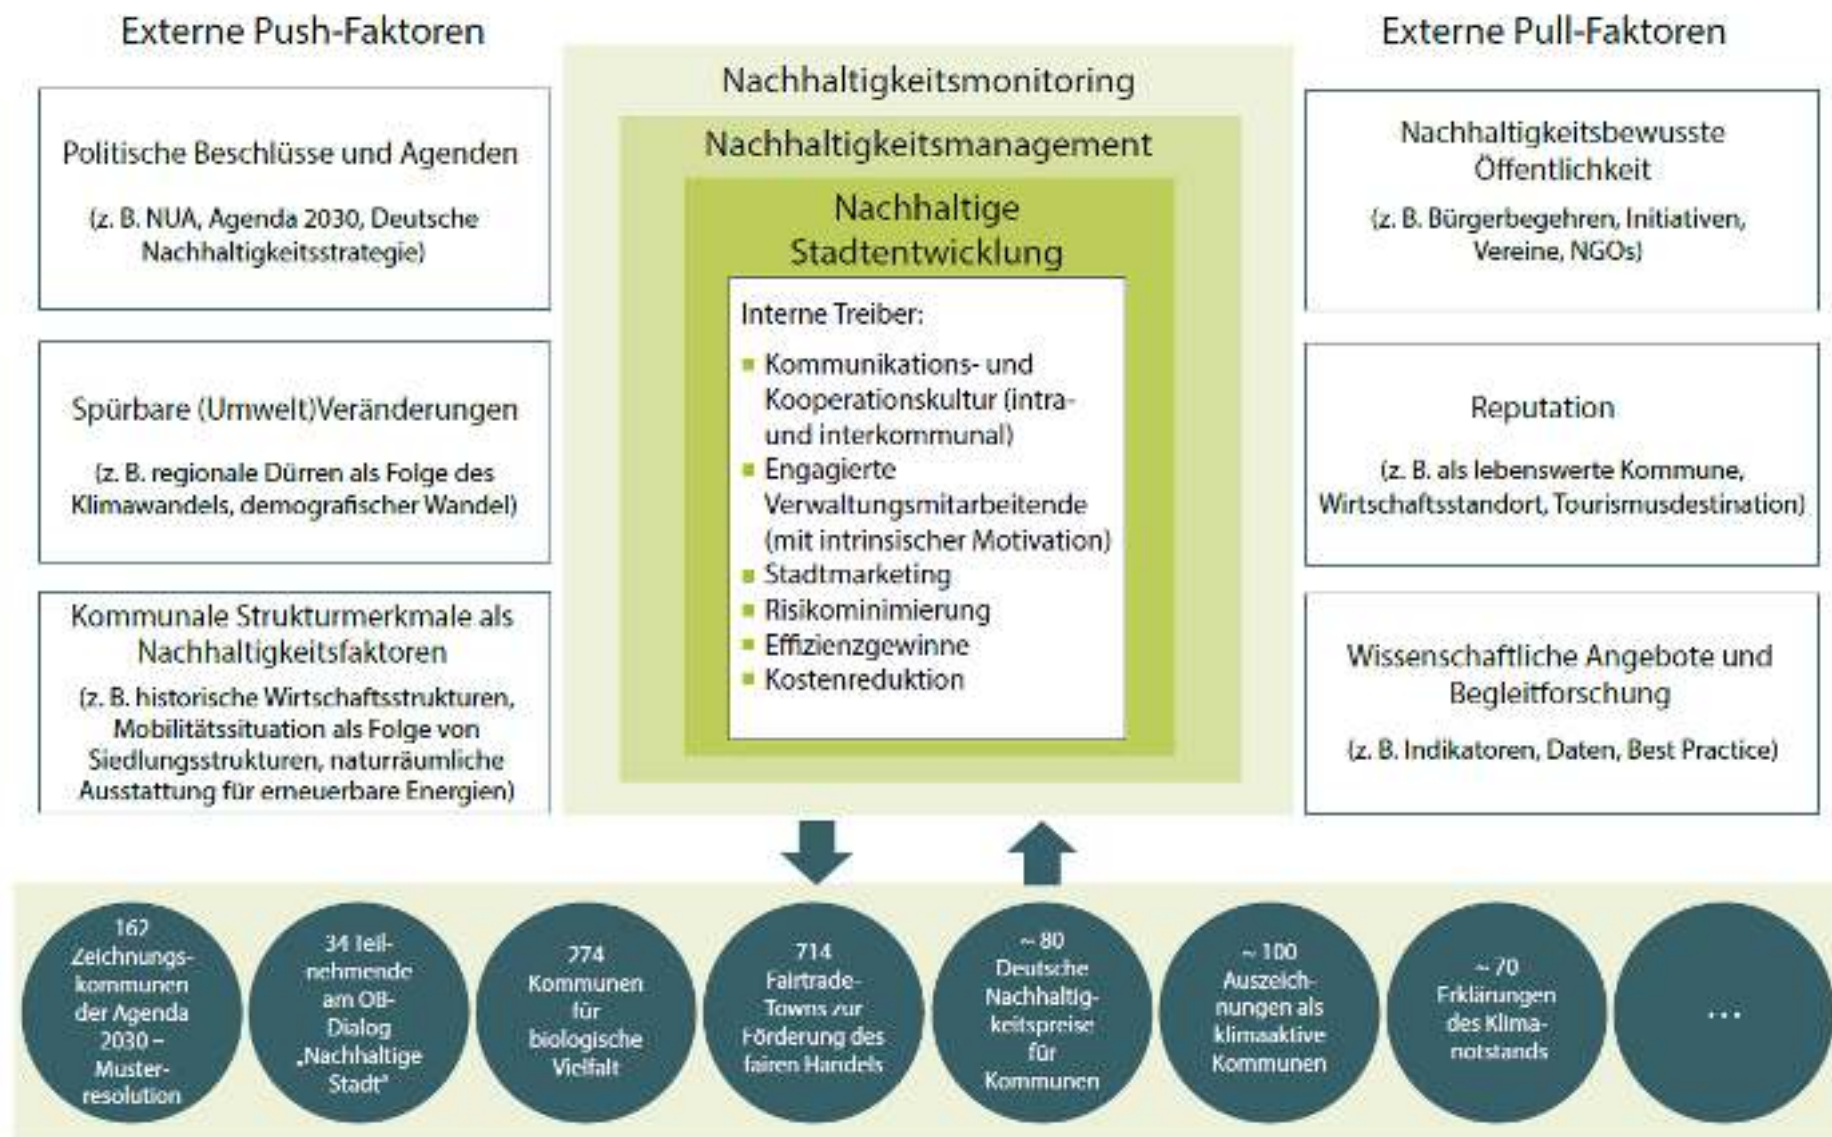 Externe Push-Faktoren
Politische Beschlüsse und Agenden
(z. B. NUA, Agenda 2030, Deutsche
Nachhaltigkeitsstrategie)
Spürbare (Umwelt)Veränderungen
(z. B. regionale Dürren als Folge des
Klimawandels, demografischer Wandel)
Kommunale Strukturmerkmale als
Nachhaltigkeitsfaktoren
(z. B. historische Wirtschaftsstrukturen,
Mobilitätssituation als Folge von
Siedlungsstrukturen, naturräumliche
Ausstattung für erneuerbare Energien)
Nachhaltigkeitsmonitoring
Nachhaltigkeitsmanagement
Nachhaltige
Stadtentwicklung
Interne Treiber:
▪ Kommunikations- und
Kooperationskultur (intra-
und interkommunal)
▪ Engagierte
Verwaltungsmitarbeitende
(mit intrinsischer Motivation)
▪ Stadtmarketing
▪ Risikominimierung
▪ Effizienzgewinne
▪ Kostenreduktion
Externe Pull-Faktoren
Nachhaltigkeitsbewusste
Öffentlichkeit
(z. B. Bürgerbegehren, Initiativen,
Vereine, NGOs)
Reputation
(z. B. als lebenswerte Kommune,
Wirtschaftsstandort, Tourismusdestination)
Wissenschaftliche Angebote und
Begleitforschung
(z. B. Indikatoren, Daten, Best Practice)
162
Zeichnungs-
kommunen
der Agenda
2030 –
Muster-
resolution
34 Teil-
nehmende
am OB-
Dialog
„Nachhaltige
Stadt“
274
Kommunen
für
biologische
Vielfalt
714
Fairtrade-
Towns zur
Förderung des
fairen Handels
~ 80
Deutsche
Nachhaltig-
keitspreise
für
Kommunen
~ 100
Auszeich-
nungen als
klimaaktive
Kommunen
~ 70
Erklärungen
des Klima-
notstands
...